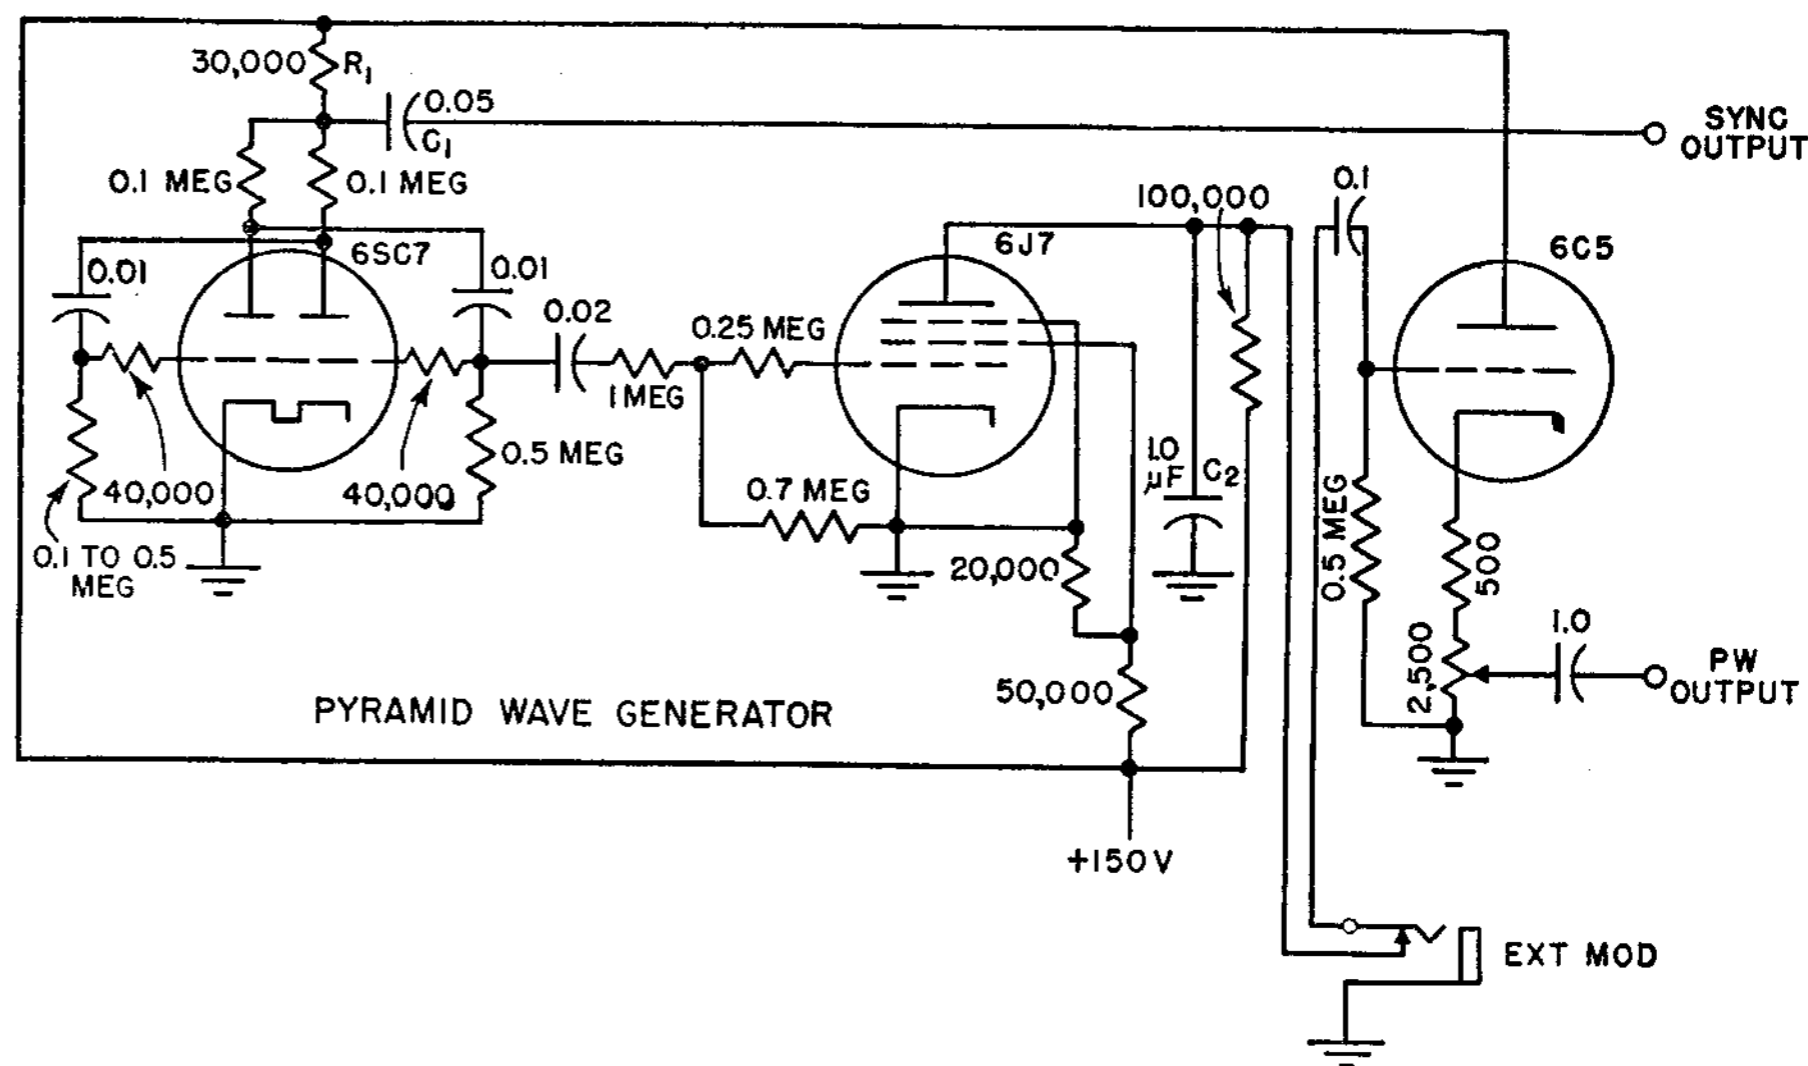 30,000 R1
0.05
C1
SYNC
OUTPUT
0.1 MEG
0.1 MEG
0.1
100,000
6SC7
6J7
6C5
0.01
0.01
0.02
0.25 MEG
1 MEG
0.5 MEG
40,000
40,000
0.7 MEG
1.0
μF C2
0.1 TO 0.5
MEG
20,000
0.5 MEG
500
1.0
2,500
PW
OUTPUT
50,000
PYRAMID WAVE GENERATOR
+150V
EXT MOD